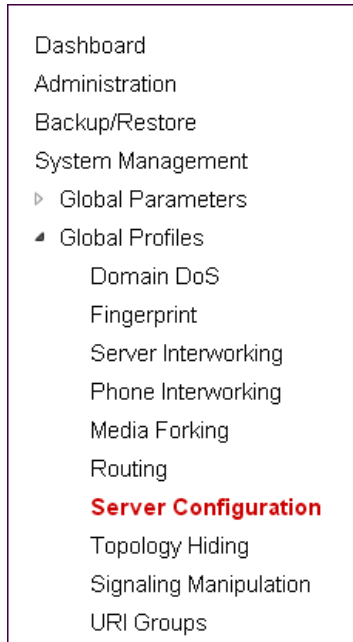 Dashboard
Administration
Backup/Restore
System Management
Global Parameters
Global Profiles
Domain DoS
Fingerprint
Server Interworking
Phone Interworking
Media Forking
Routing
Server Configuration
Topology Hiding
Signaling Manipulation
URI Groups